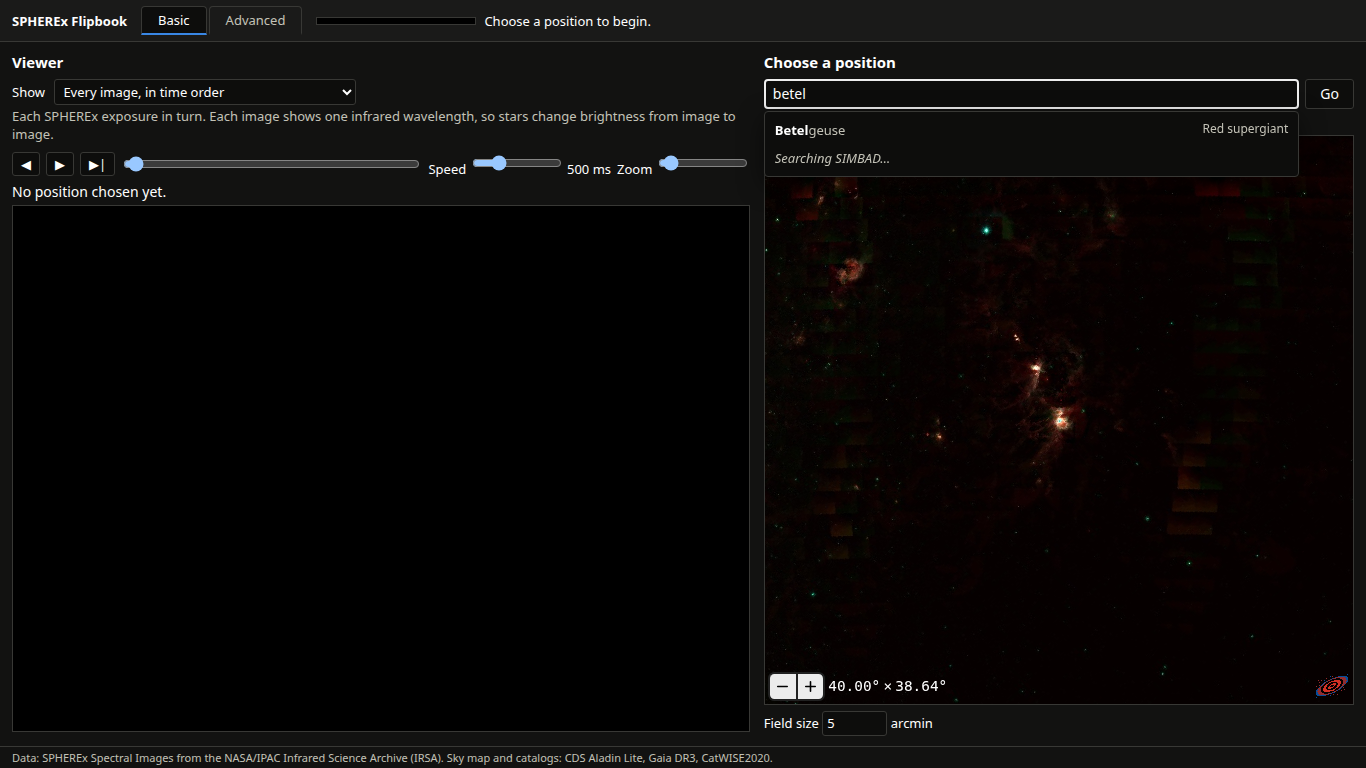 SPHEREx Flipbook
Basic
Advanced
Choose a position to begin.
Viewer
Show
Every image, in time order
Each SPHEREx exposure in turn. Each image shows one infrared wavelength, so stars change brightness from image to
image.
Speed
500 ms
Zoom
No position chosen yet.
Choose a position
betel
Go
Betelgeuse
Red supergiant
Searching SIMBAD...
40.00° × 38.64°
Field size
5
arcmin
Data: SPHEREx Spectral Images from the NASA/IPAC Infrared Science Archive (IRSA). Sky map and catalogs: CDS Aladin Lite, Gaia DR3, CatWISE2020.